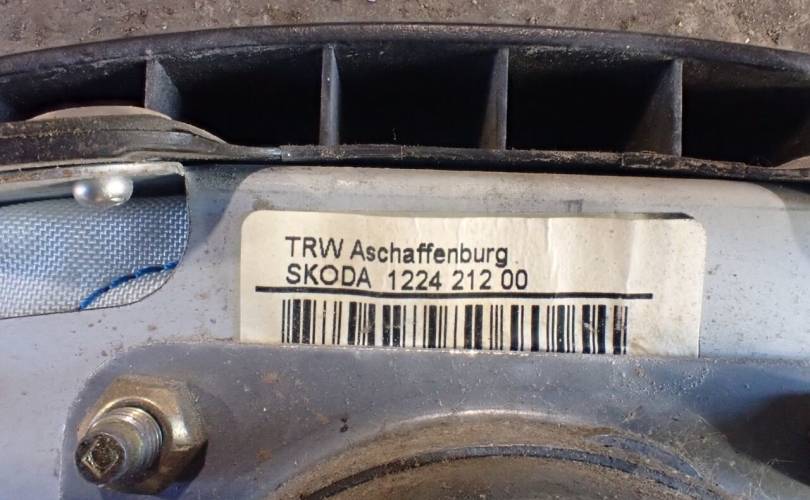 TRW Aschaffenburg
SKODA 1224 212 00